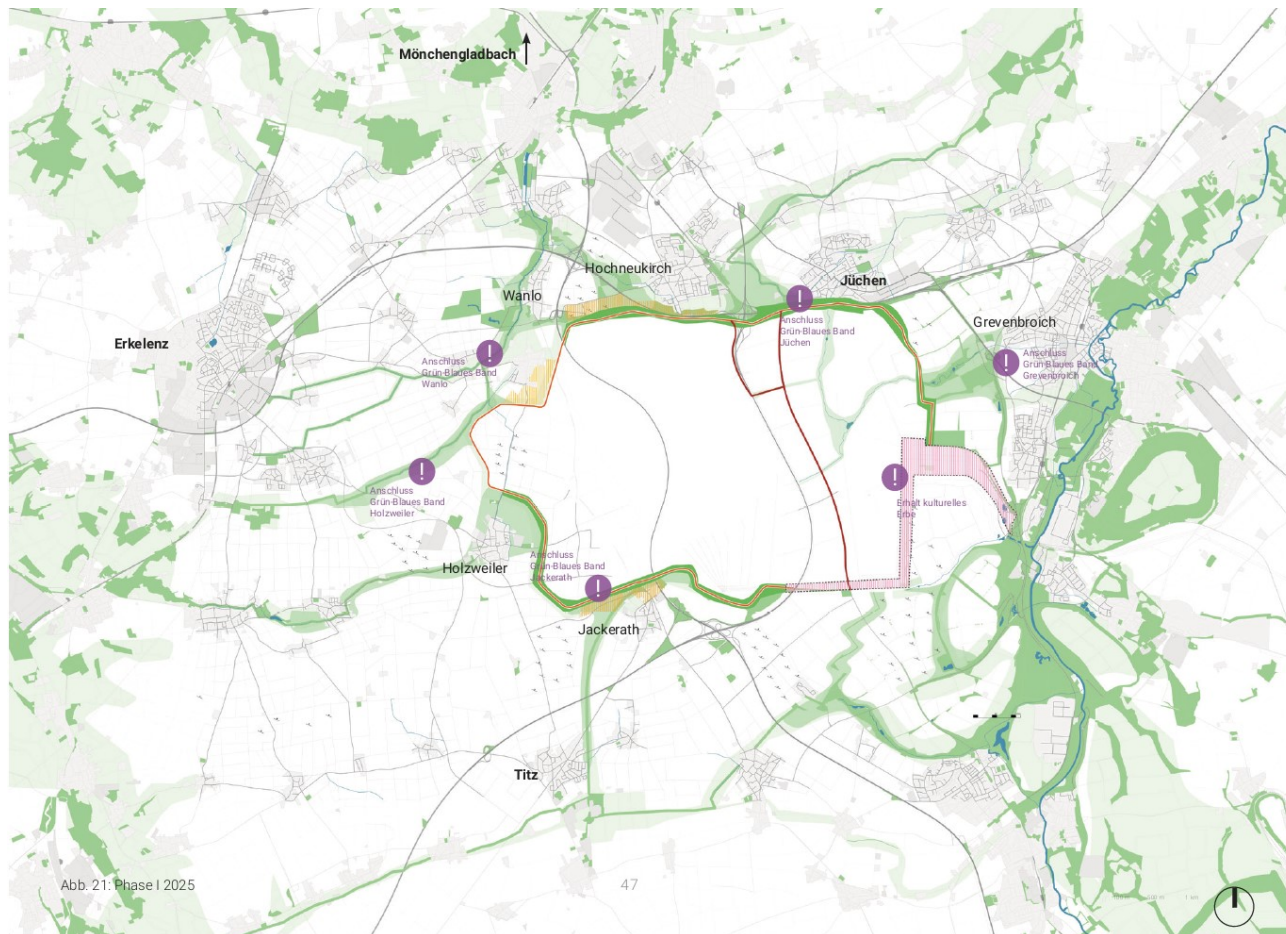 Mönchengladbach
Hochneukirch
Wanlo
Jüchen
Anschluss
Grün-Blaues Band
Jüchen
Grevenbroich
Erkelenz
Anschluss
Grün-Blaues Band
Wanlo
Anschluss
Grün-Blaues Band
Grevenbroich
Anschluss
Grün-Blaues Band
Holzweiler
Erhalt kulturelles
Erbe
Anschluss
Grün-Blaues Band
Jackerath
Holzweiler
Jackerath
Titz
Abb. 21: Phase I 2025
47
1 km